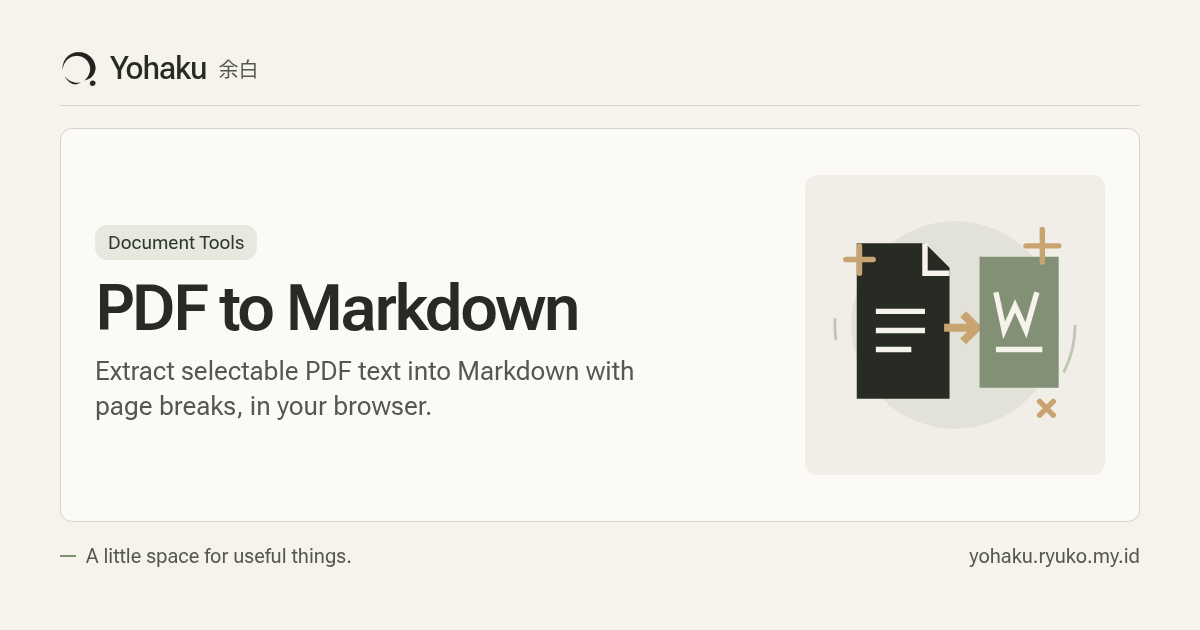 Yohaku 余白
Document Tools
PDF to Markdown
Extract selectable PDF text into Markdown with
page breaks, in your browser.
W
— A little space for useful things.
yohaku.ryuko.my.id